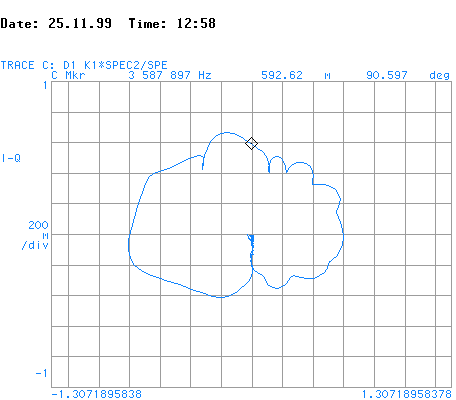 Date: 25.11.99 Time: 12:58
TRACE C: D1 K1*SPEC2/SPE
C Mkr 3 587 897 Hz 592.62 m 90.597 deg
1
I-Q
200
m
/div
-1
-1.3071895838 1.30718958378